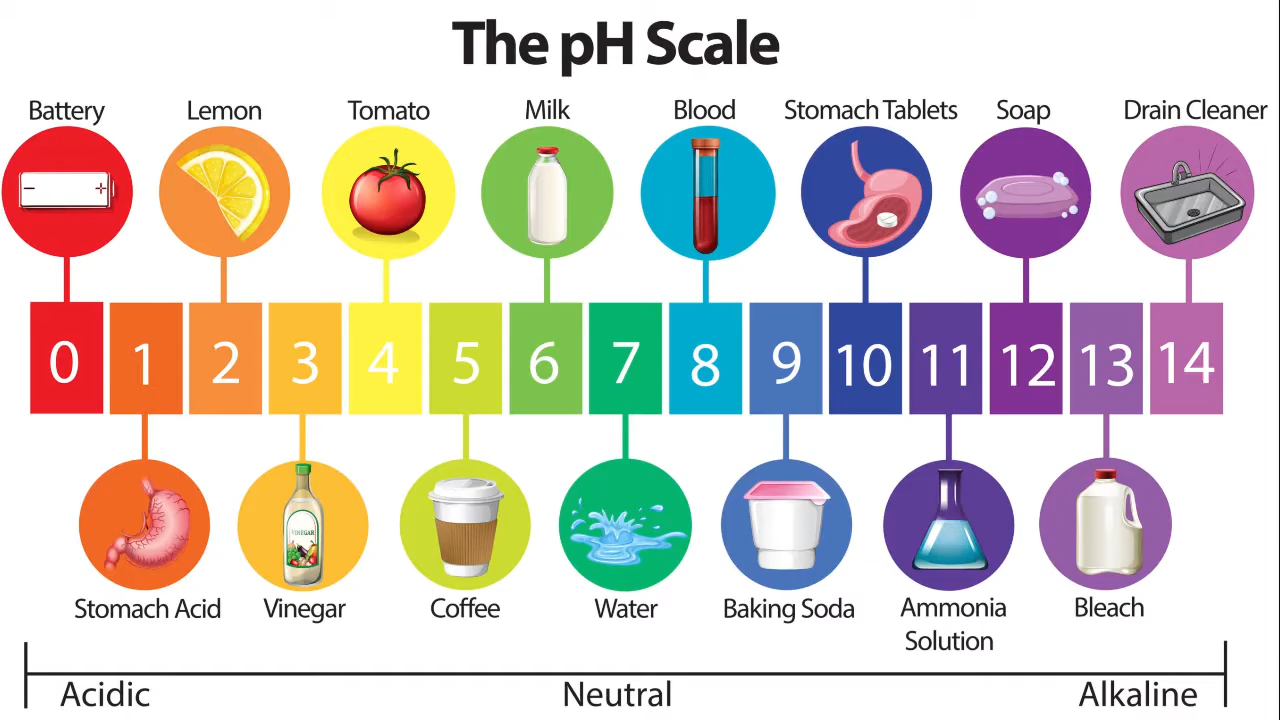 The pH Scale
Battery
Lemon
Tomato
Milk
Blood
Stomach Tablets
Soap
Drain Cleaner
0 1 2 3 4 5 6 7 8 9 10 11 12 13 14
VINEGAR
Stomach Acid
Vinegar
Coffee
Water
Baking Soda
Ammonia
Solution
Bleach
Acidic
Neutral
Alkaline